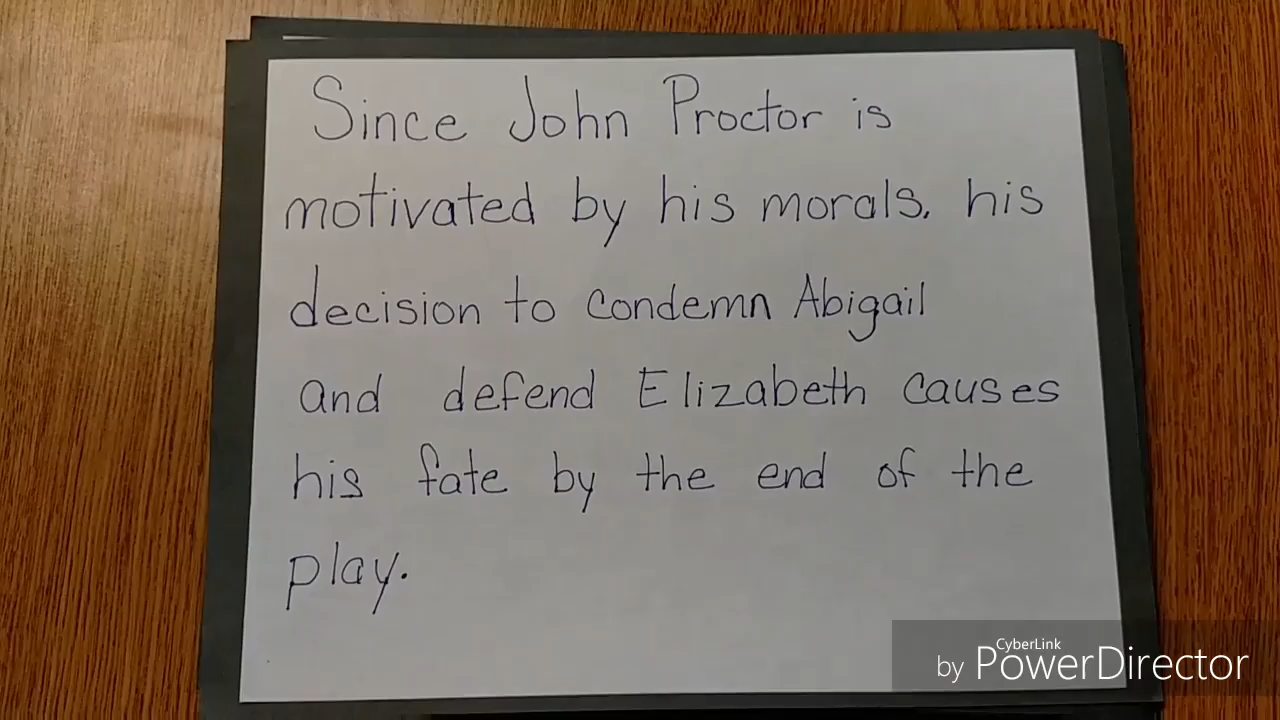 Since John Proctor is
motivated by his morals, his
decision to condemn Abigail
and defend Elizabeth causes
his fate by the end of the
play.
CyberLink
by PowerDirector